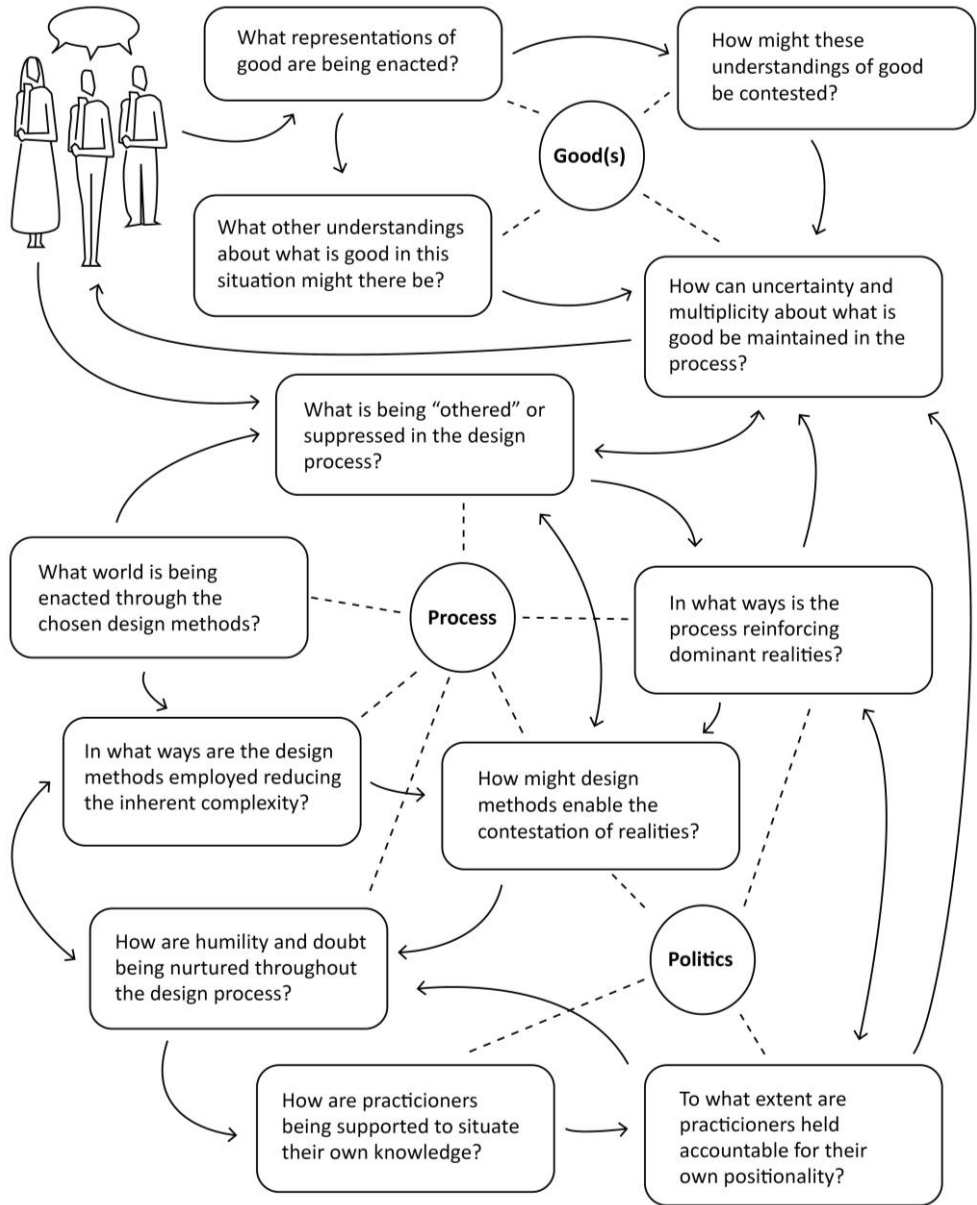 What representations of
good are being enacted?
How might these
understandings of good
be contested?
Good(s)
What other understandings
about what is good in this
situation might there be?
How can uncertainty and
multiplicity about what is
good be maintained in the
process?
What is being “othered” or
suppressed in the design
process?
What world is being
enacted through the
chosen design methods?
Process
In what ways is the
process reinforcing
dominant realities?
In what ways are the design
methods employed reducing
the inherent complexity?
How might design
methods enable the
contestation of realities?
How are humility and doubt
being nurtured throughout
the design process?
Politics
How are practicioners
being supported to situate
their own knowledge?
To what extent are
practicioners held
accountable for their
own positionality?